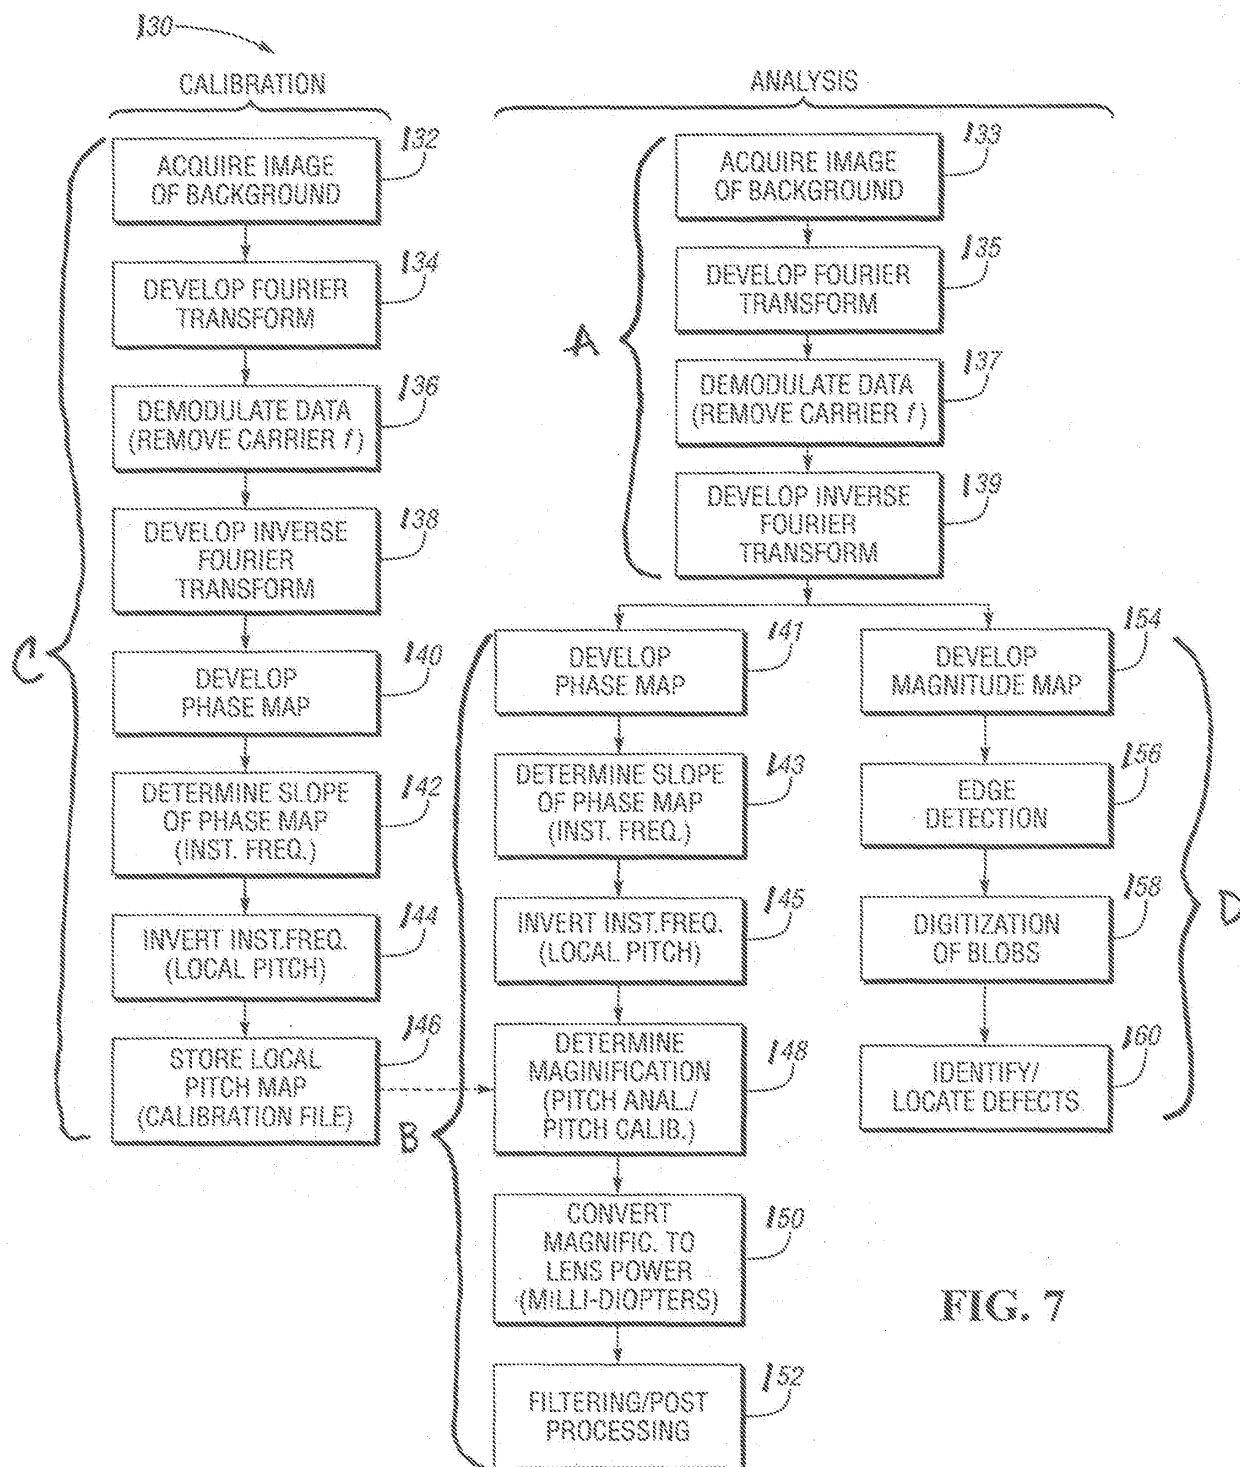 130
CALIBRATION
132
ACQUIRE IMAGE
OF BACKGROUND
134
DEVELOP FOURIER
TRANSFORM
136
DEMODULATE DATA
(REMOVE CARRIER f)
138
DEVELOP INVERSE
FOURIER
TRANSFORM
C
140
DEVELOP
PHASE MAP
142
DETERMINE SLOPE
OF PHASE MAP
(INST. FREQ.)
144
INVERT INST.FREQ.
(LOCAL PITCH)
146
STORE LOCAL
PITCH MAP
(CALIBRATION FILE)
ANALYSIS
133
ACQUIRE IMAGE
OF BACKGROUND
135
DEVELOP FOURIER
TRANSFORM
A
137
DEMODULATE DATA
(REMOVE CARRIER f)
139
DEVELOP INVERSE
FOURIER
TRANSFORM
141
DEVELOP
PHASE MAP
143
DETERMINE SLOPE
OF PHASE MAP
(INST. FREQ.)
145
INVERT INST.FREQ.
(LOCAL PITCH)
B
148
DETERMINE
MAGINIFICATION
(PITCH ANAL./
PITCH CALIB.)
150
CONVERT
MAGNIFIC. TO
LENS POWER
(MILLI-DIOPTERS)
152
FILTERING/POST
PROCESSING
154
DEVELOP
MAGNITUDE MAP
156
EDGE
DETECTION
158
DIGITIZATION
OF BLOBS
D
160
IDENTIFY/
LOCATE DEFECTS
FIG. 7